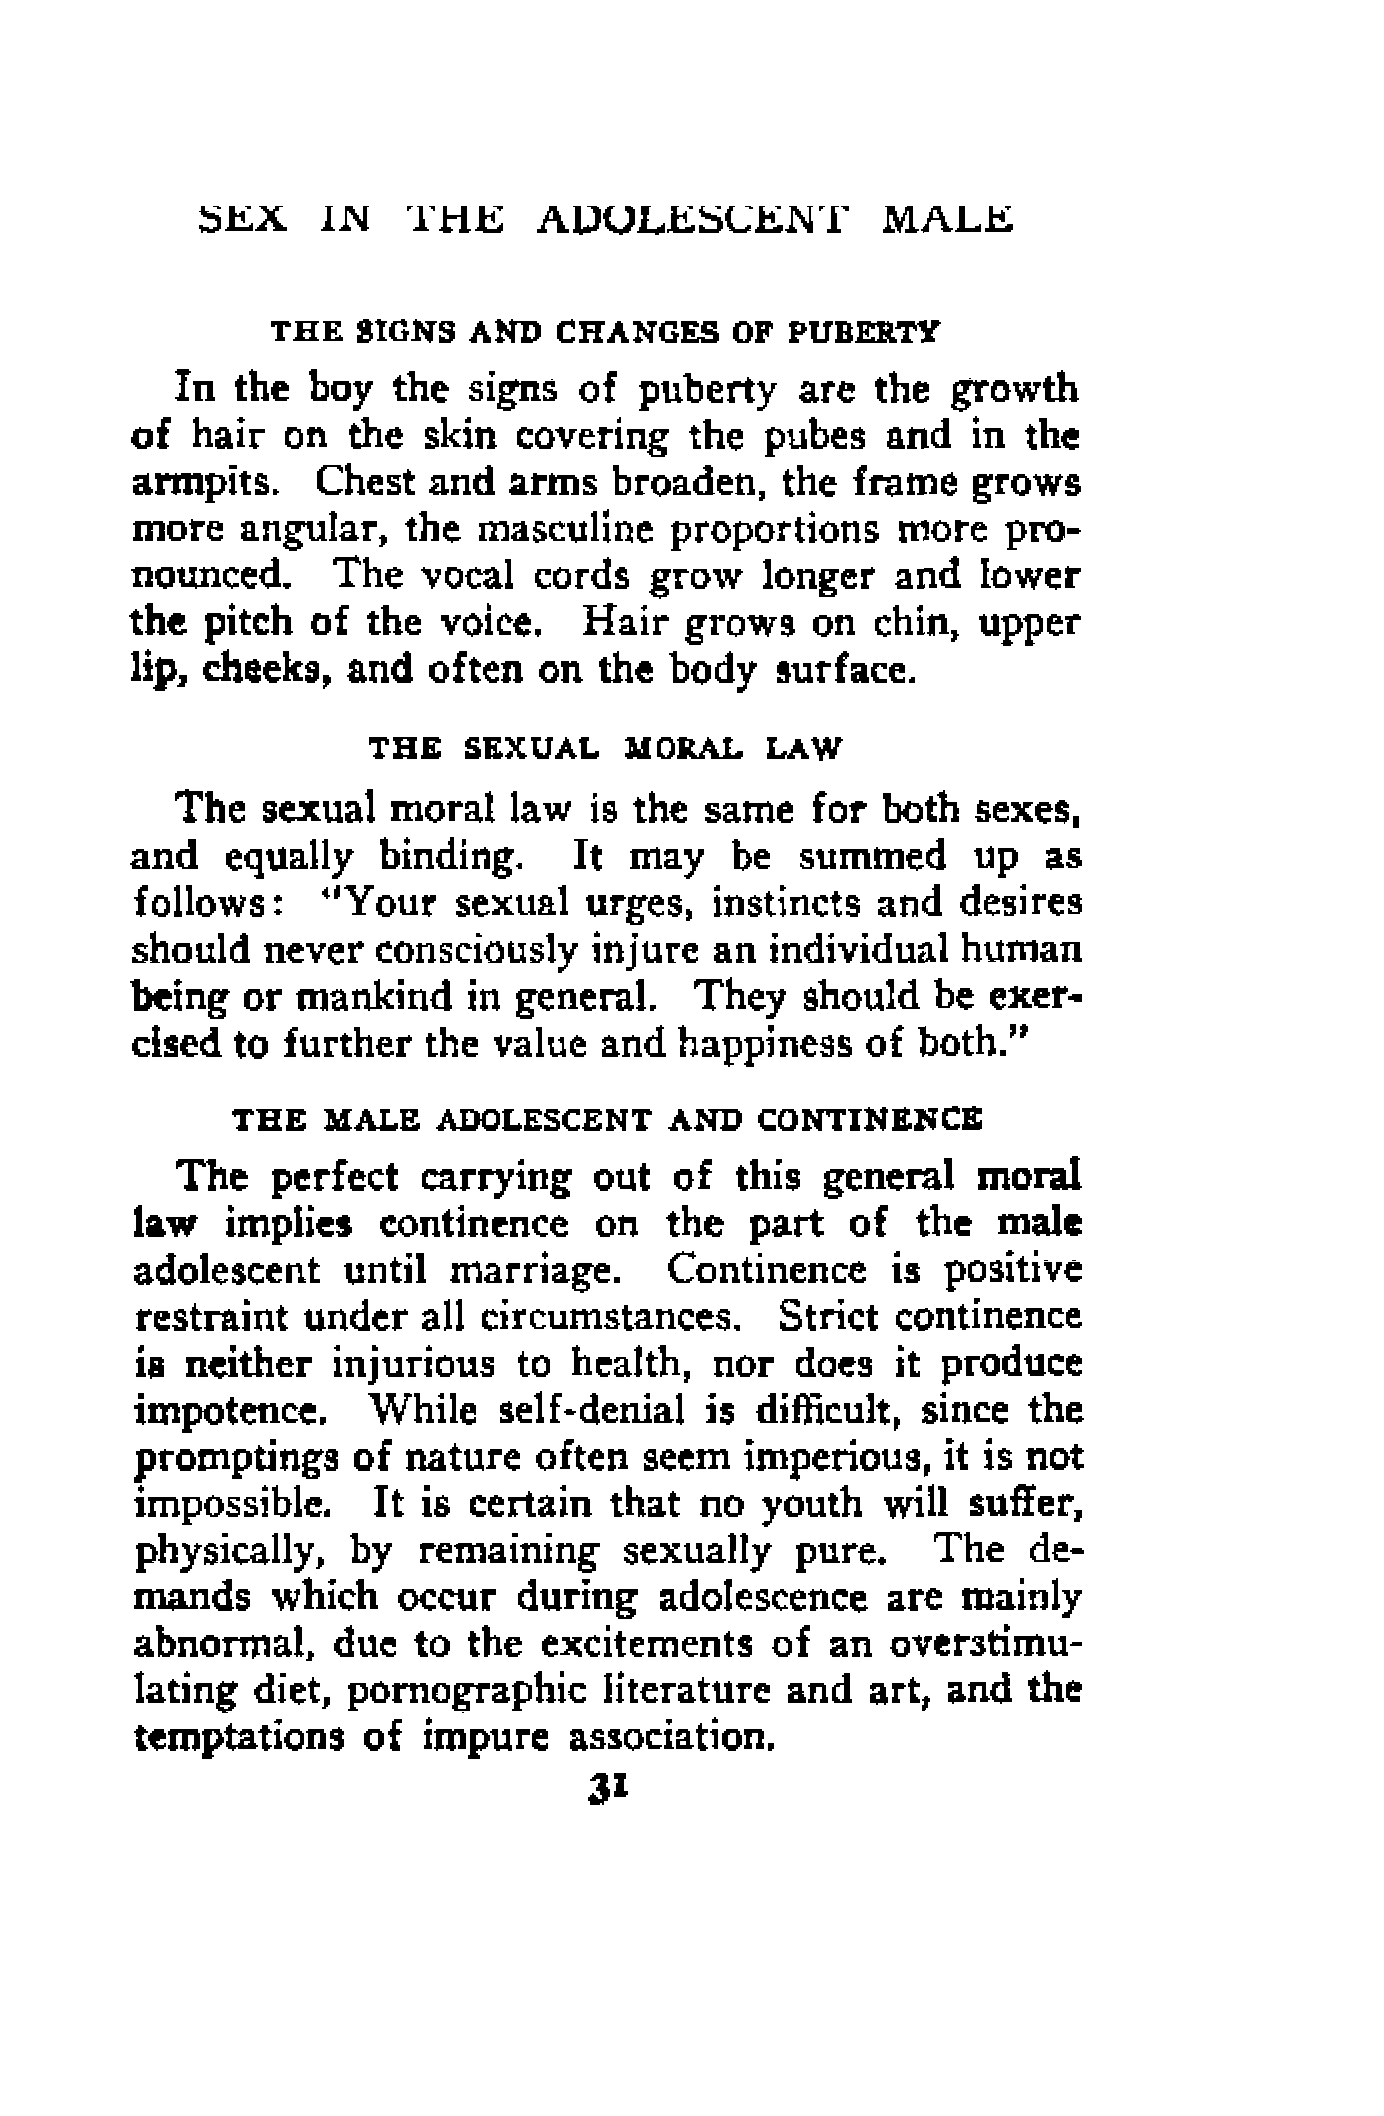 SEX IN THE ADOLESCENT MALE
THE SIGNS AND CHANGES OF PUBERTY
In the boy the signs of puberty are the growth
of hair on the skin covering the pubes and in the
armpits. Chest and arms broaden, the frame grows
more angular, the masculine proportions more pro-
nounced. The vocal cords grow longer and lower
the pitch of the voice. Hair grows on chin, upper
lip, cheeks, and often on the body surface.
THE SEXUAL MORAL LAW
The sexual moral law is the same for both sexes,
and equally binding. It may be summed up as
follows: "Your sexual urges, instincts and desires
should never consciously injure an individual human
being or mankind in general. They should be exer-
cised to further the value and happiness of both."
THE MALE ADOLESCENT AND CONTINENCE
The perfect carrying out of this general moral
law implies continence on the part of the male
adolescent until marriage. Continence is positive
restraint under all circumstances. Strict continence
is neither injurious to health, nor does it produce
impotence. While self-denial is difficult, since the
promptings of nature often seem imperious, it is not
impossible. It is certain that no youth will suffer,
physically, by remaining sexually pure. The de-
mands which occur during adolescence are mainly
abnormal, due to the excitements of an overstimu-
lating diet, pornographic literature and art, and the
temptations of impure association.
31